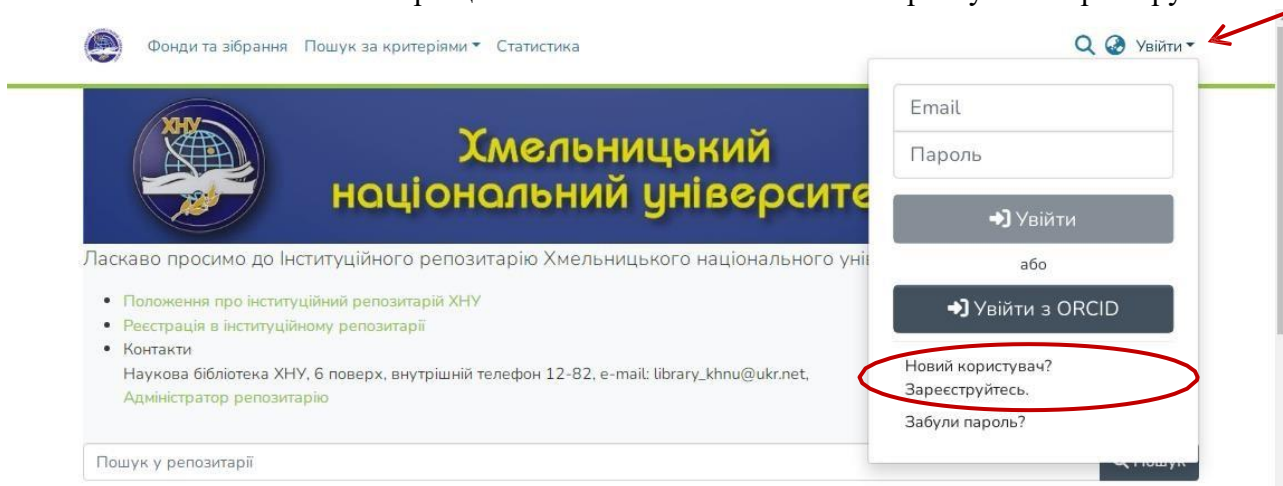 Фонди та зібрання Пошук за критеріями Статистика Увійти
ХНУ
Хмельницький
національний університе
Ласкаво просимо до Інституційного репозитарію Хмельницького національного уні
• Положення про інституційний репозитарій ХНУ
• Реєстрація в інституційному репозитарії
• Контакти
Наукова бібліотека ХНУ, 6 поверх, внутрішній телефон 12-82, e-mail: library_khnu@ukr.net,
Адміністратор репозитарію
Пошук у репозитарії
Email
Пароль
Увійти
або
Увійти з ORCID
Новий користувач?
Зареєструйтесь.
Забули пароль?
Пошук